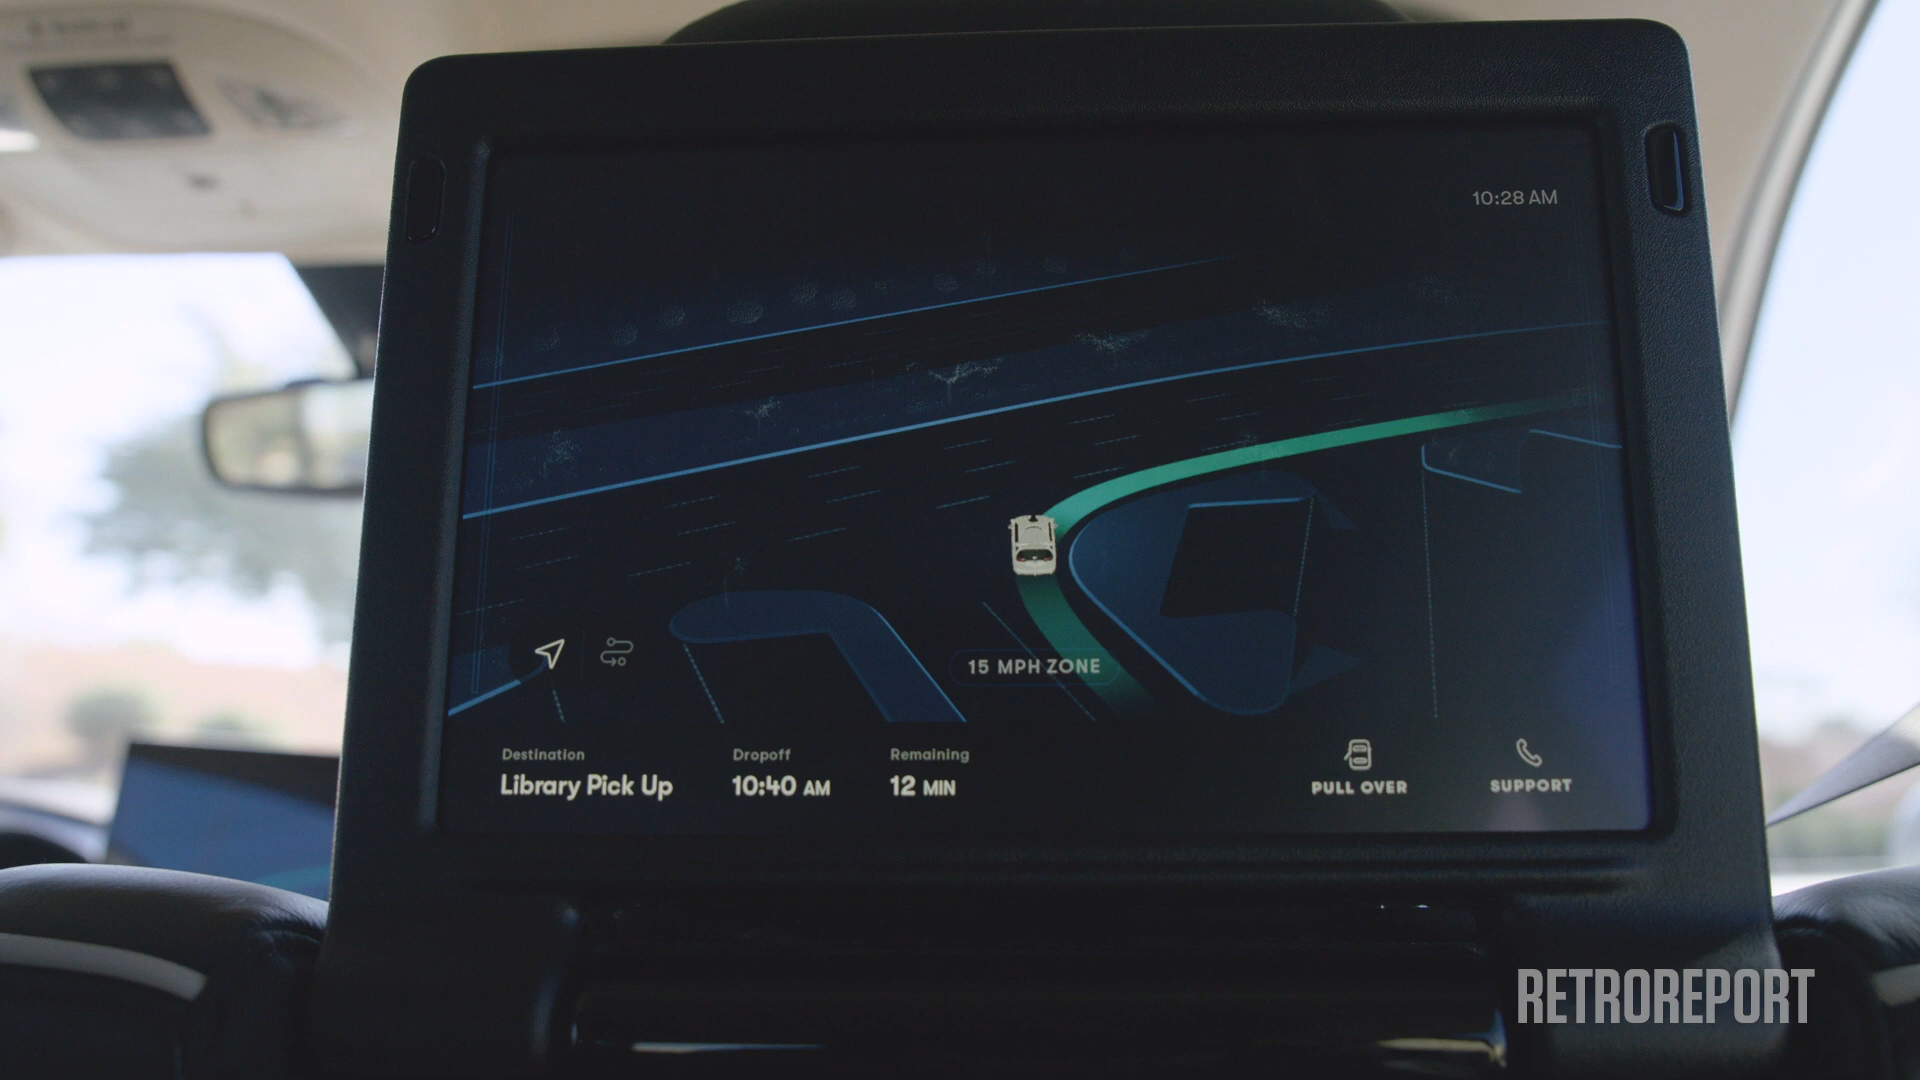 10:28 AM
15 MPH ZONE
Destination
Library Pick Up
Dropoff
10:40 AM
Remaining
12 MIN
PULL OVER
SUPPORT
RETROREPORT